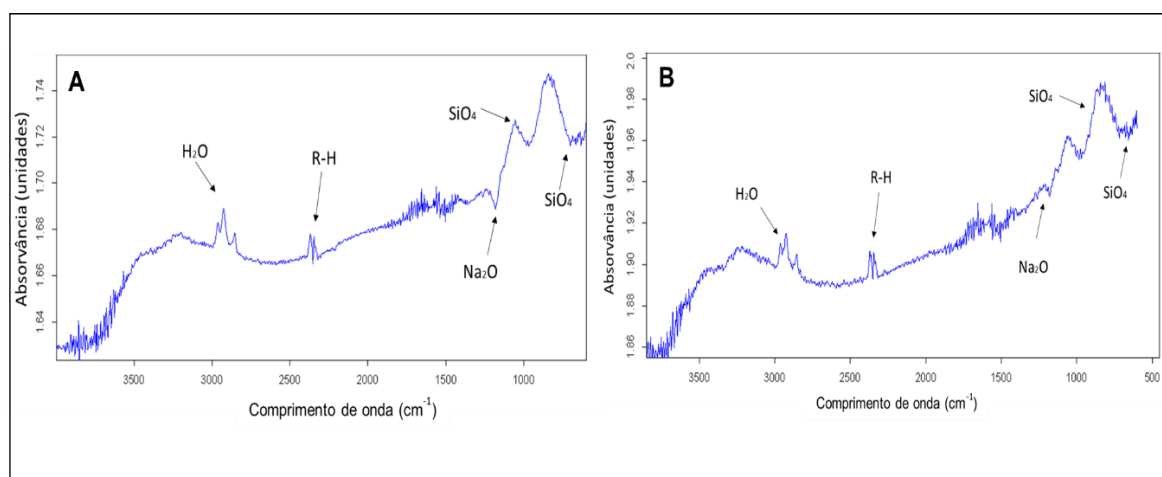 A
Absorvância (unidades)
1.74
1.72
1.70
1.68
1.66
1.64
H₂O
R-H
SiO₄
SiO₄
Na₂O
3500 3000 2500 2000 1500 1000
Comprimento de onda (cm⁻¹)
B
Absorvância (unidades)
2.0
1.98
1.96
1.94
1.92
1.90
1.88
1.86
H₂O
R-H
SiO₄
SiO₄
Na₂O
3500 3000 2500 2000 1500 1000 500
Comprimento de onda (cm⁻¹)